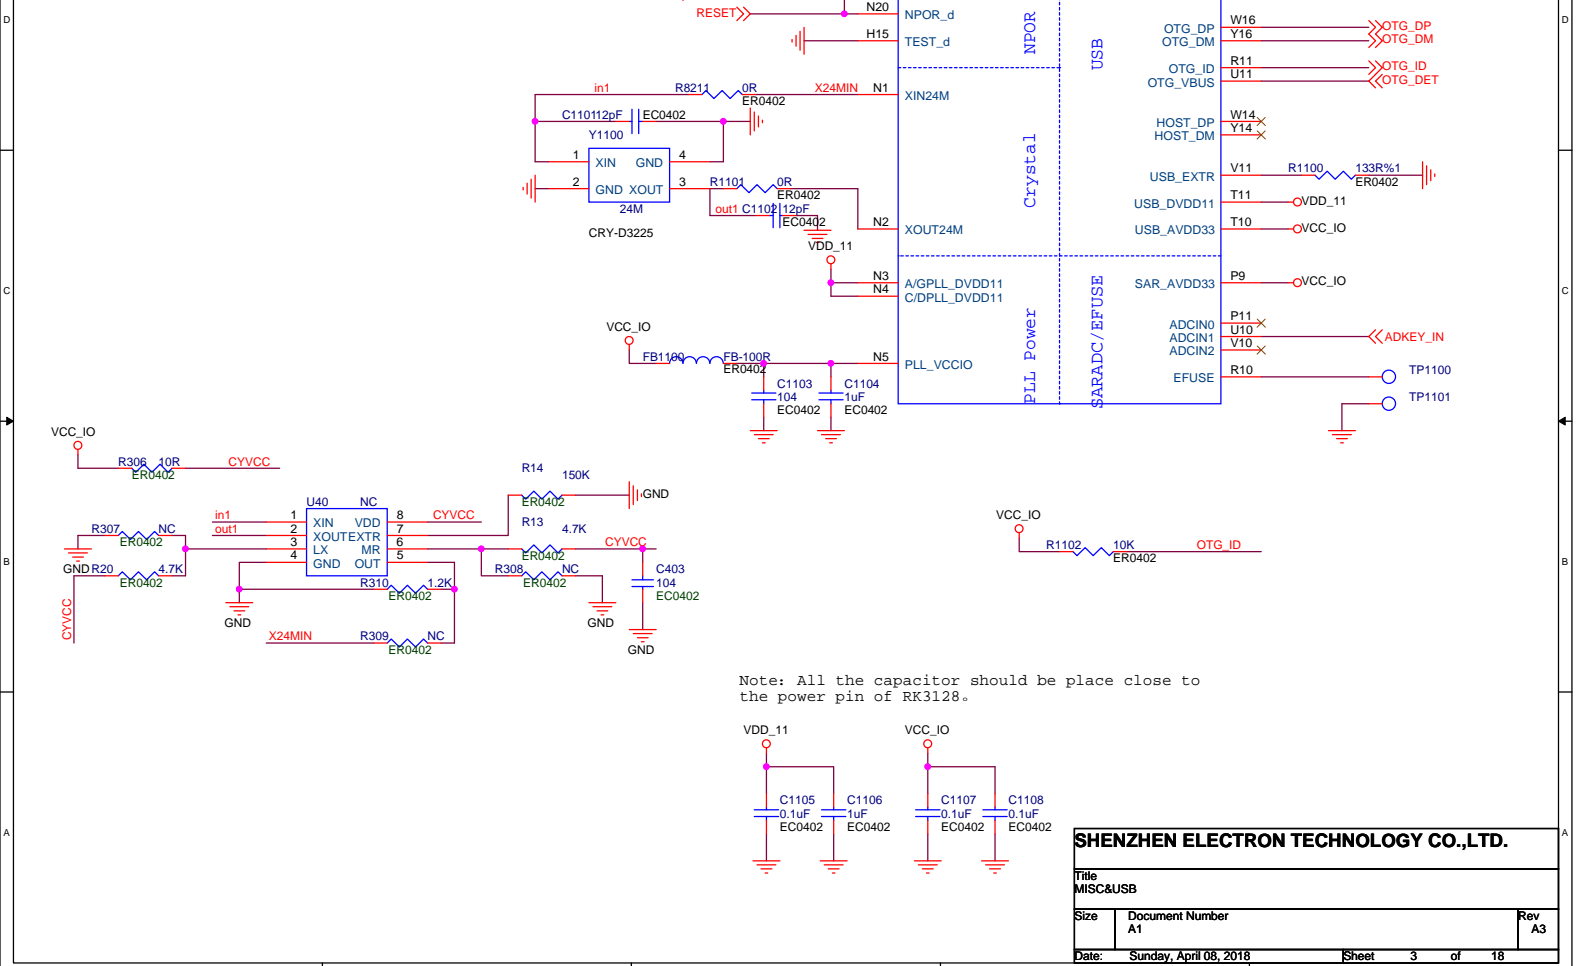 D
D
RESET
N20
NPOR_d
H15
TEST_d
NPOR
USB
OTG_DP
W16
OTG_DP
OTG_DM
Y16
OTG_DM
OTG_ID
R11
OTG_ID
OTG_VBUS
U11
OTG_DET
in1
R8211
0R
ER0402
X24MIN
N1
XIN24M
C1101
12pF
EC0402
Y1100
1
XIN
GND
4
2
GND
XOUT
3
24M
CRY-D3225
R1101
0R
ER0402
out1
C1102
12pF
EC0402
N2
XOUT24M
Crystal
HOST_DP
W14
HOST_DM
Y14
USB_EXTR
V11
R1100
133R%1
ER0402
USB_DVDD11
T11
VDD_11
USB_AVDD33
T10
VCC_IO
VDD_11
N3
A/GPLL_DVDD11
N4
C/DPLL_DVDD11
C
C
SAR_AVDD33
P9
VCC_IO
PLL Power
SARADC/EFUSE
ADCIN0
P11
ADCIN1
U10
ADKEY_IN
ADCIN2
V10
EFUSE
R10
TP1100
TP1101
VCC_IO
FB1100
FB-100R
ER0402
N5
PLL_VCCIO
C1103
104
EC0402
C1104
1uF
EC0402
VCC_IO
R306
10R
ER0402
CYVCC
U40
NC
in1
1
XIN
VDD
8
CYVCC
out1
2
XOUT
EXTR
7
3
LX
MR
6
4
GND
OUT
5
R307
NC
ER0402
GND
R20
4.7K
ER0402
CYVCC
R14
150K
ER0402
GND
R13
4.7K
ER0402
CYVCC
R308
NC
ER0402
C403
104
EC0402
GND
GND
R310
1.2K
ER0402
GND
X24MIN
R309
NC
ER0402
VCC_IO
R1102
10K
ER0402
OTG_ID
B
B
Note: All the capacitor should be place close to
the power pin of RK3128。
VDD_11
C1105
0.1uF
EC0402
C1106
1uF
EC0402
VCC_IO
C1107
0.1uF
EC0402
C1108
0.1uF
EC0402
A
A
SHENZHEN ELECTRON TECHNOLOGY CO.,LTD.
Title
MISC&USB
Size
Document Number
Rev
A1
A3
Date:
Sunday, April 08, 2018
Sheet
3
of
18